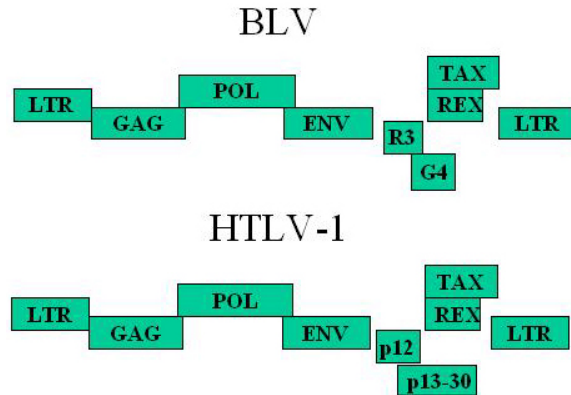 BLV
TAX
POL
LTR
REX
GAG
ENV
LTR
R3
G4
HTLV-1
TAX
POL
LTR
REX
GAG
ENV
LTR
p12
p13-30